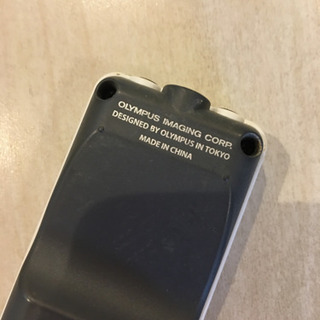 OLYMPUS IMAGING CORP.
DESIGNED BY OLYMPUS IN TOKYO
MADE IN CHINA